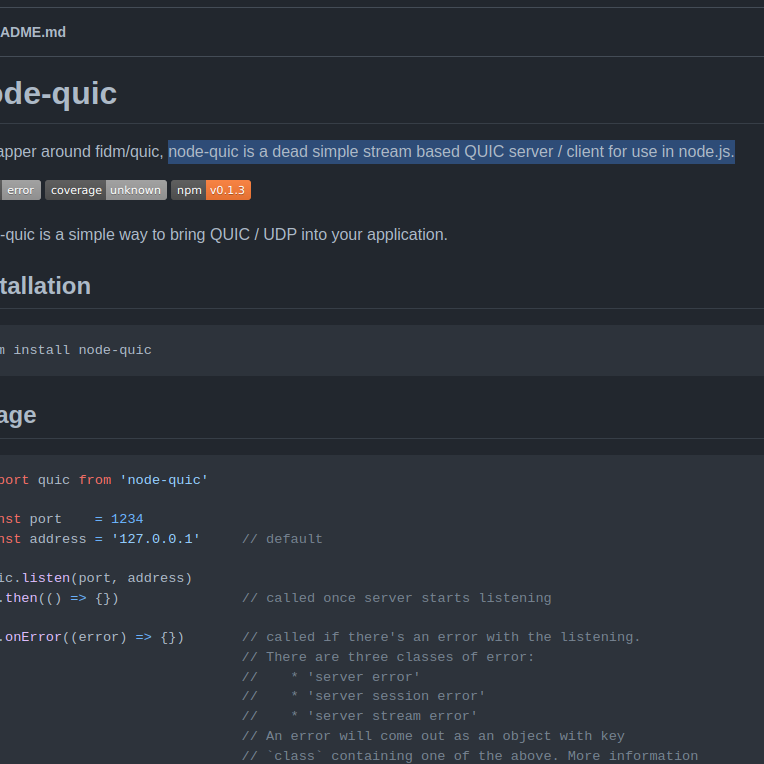 ADME.md
ode-quic
apper around fidm/quic, node-quic is a dead simple stream based QUIC server / client for use in node.js.
error coverage unknown npm v0.1.3
-quic is a simple way to bring QUIC / UDP into your application.
tallation
m install node-quic
age
port quic from 'node-quic'
nst port    = 1234
nst address = '127.0.0.1'     // default
ic.listen(port, address)
.then(() => {})               // called once server starts listening
.onError((error) => {})       // called if there's an error with the listening.
// There are three classes of error:
//    * 'server error'
//    * 'server session error'
//    * 'server stream error'
// An error will come out as an object with key
// `class` containing one of the above. More information